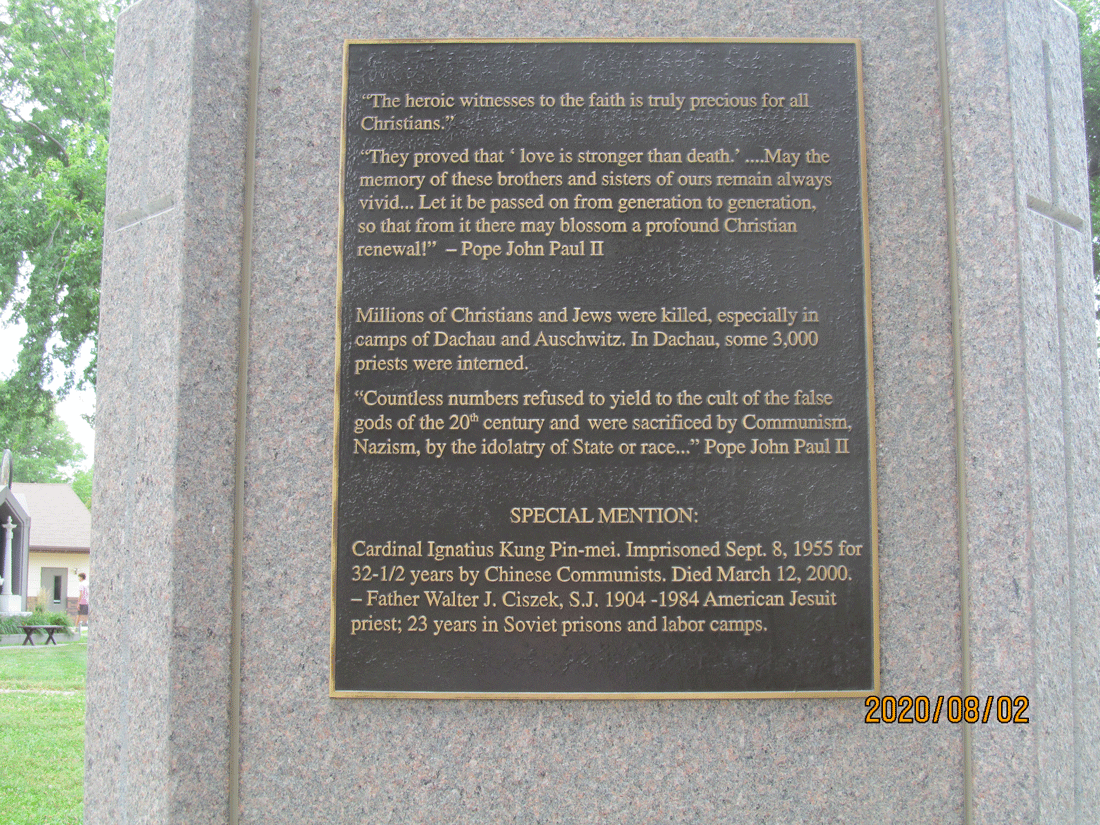 “The heroic witnesses to the faith is truly precious for all
Christians.”
“They proved that ‘ love is stronger than death.’ ....May the
memory of these brothers and sisters of ours remain always
vivid... Let it be passed on from generation to generation,
so that from it there may blossom a profound Christian
renewal!” – Pope John Paul II
Millions of Christians and Jews were killed, especially in
camps of Dachau and Auschwitz. In Dachau, some 3,000
priests were interned.
“Countless numbers refused to yield to the cult of the false
gods of the 20th century and were sacrificed by Communism,
Nazism, by the idolatry of State or race...” Pope John Paul II
SPECIAL MENTION:
Cardinal Ignatius Kung Pin-mei. Imprisoned Sept. 8, 1955 for
32-1/2 years by Chinese Communists. Died March 12, 2000.
– Father Walter J. Ciszek, S.J. 1904 -1984 American Jesuit
priest; 23 years in Soviet prisons and labor camps.
2020/08/02